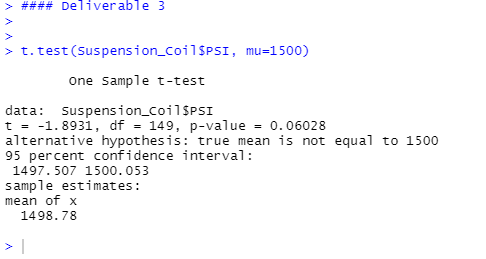 > #### Deliverable 3
>
>
> t.test(Suspension_Coil$PSI, mu=1500)
One Sample t-test
data: Suspension_Coil$PSI
t = -1.8931, df = 149, p-value = 0.06028
alternative hypothesis: true mean is not equal to 1500
95 percent confidence interval:
1497.507 1500.053
sample estimates:
mean of x
1498.78
>